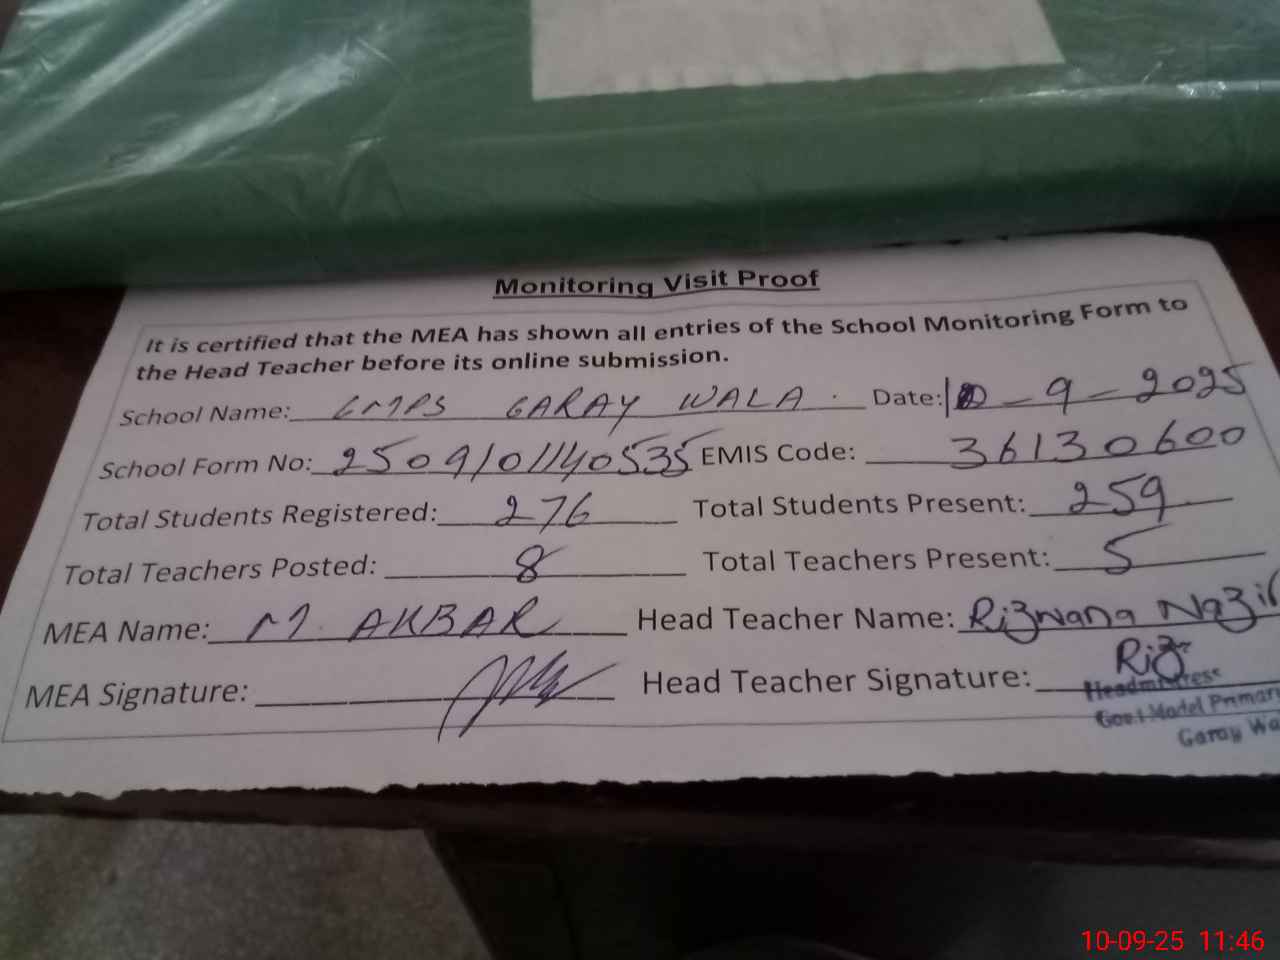 Monitoring Visit Proof
It is certified that the MEA has shown all entries of the School Monitoring Form to
the Head Teacher before its online submission.
School Name: GMPS GARAY WALA Date: 10-9-2025
School Form No: 2509101140535 EMIS Code: 36130600
Total Students Registered: 276 Total Students Present: 259
Total Teachers Posted: 8 Total Teachers Present: 5
MEA Name: M. AKBAR Head Teacher Name: Rizwana Nazir
MEA Signature: Head Teacher Signature: Riz
Headmistress
Govt Model Primar
Garay Wa
10-09-25 11:46